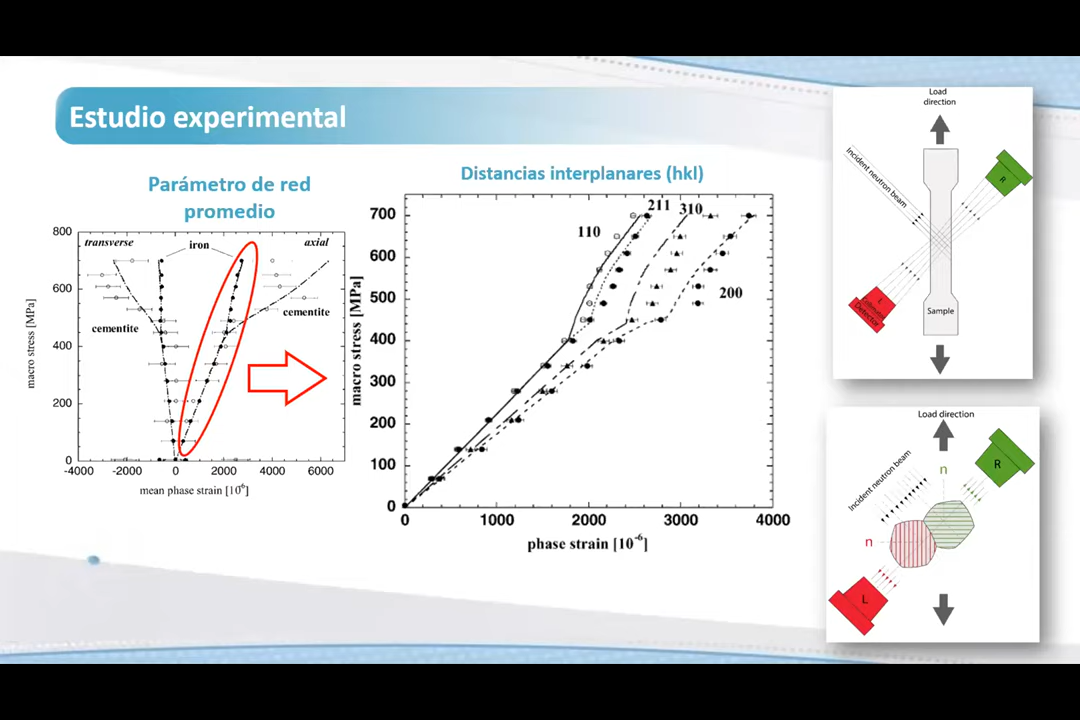 Estudio experimental
Parámetro de red
promedio
800
600
400
200
0
macro stress [MPa]
transverse
iron
axial
cementite
cementite
-4000
-2000
0
2000
4000
6000
mean phase strain [10⁶]
Distancias interplanares (hkl)
700
600
500
400
300
200
100
0
macro stress [MPa]
110
211
310
200
0
1000
2000
3000
4000
phase strain [10⁻⁶]
Load
direction
Incident neutron beam
R
L
Detector
Sample
Load direction
Incident neutron beam
n
R
n
L